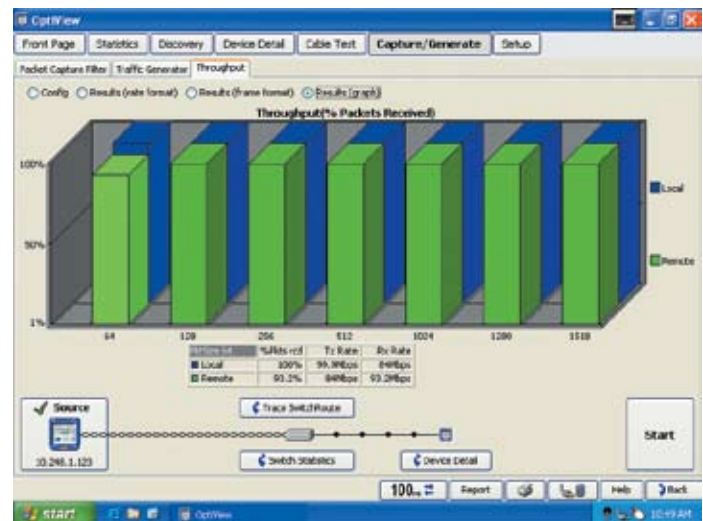 OptiView
Front Page Statistics Discovery Device Detail Cable Test Capture/Generate Setup
Packet Capture Filter Traffic Generator Throughput
Config Results (rate format) Results (frame format) Results (graph)
Throughput(% Packets Received)
100%
50%
1%
Local
Remote
64 128 256 512 1024 1280 1518
%Pkts rcd Tx Rate Rx Rate
Local 100% 99.9Mbps 84Mbps
Remote 93.2% 84Mbps 93.2Mbps
Source
10.248.1.123
Trace SwitchRoute
Switch Statistics
Device Detail
Start
100 Report Help Back
start OptiView 10:49 AM